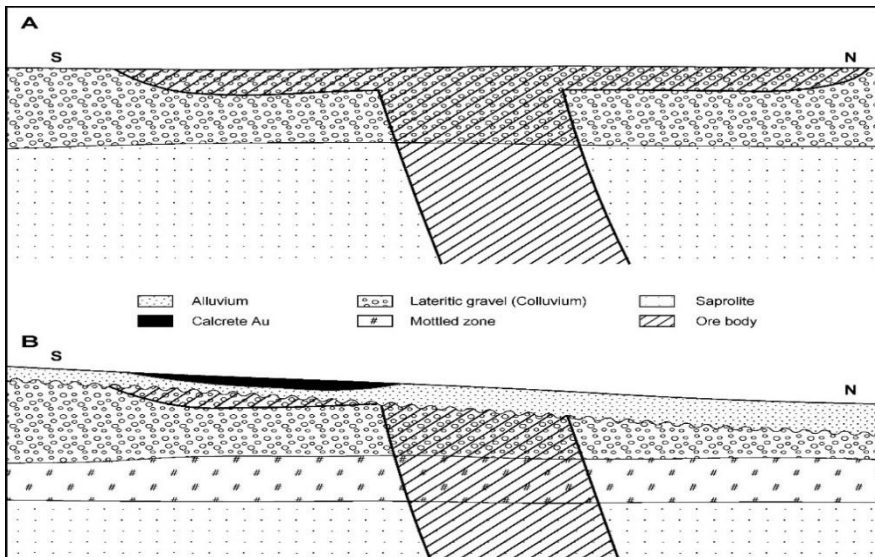 A
S N
Alluvium Lateritic gravel (Colluvium) Saprolite
Calcrete Au Mottled zone Ore body
B
S
N